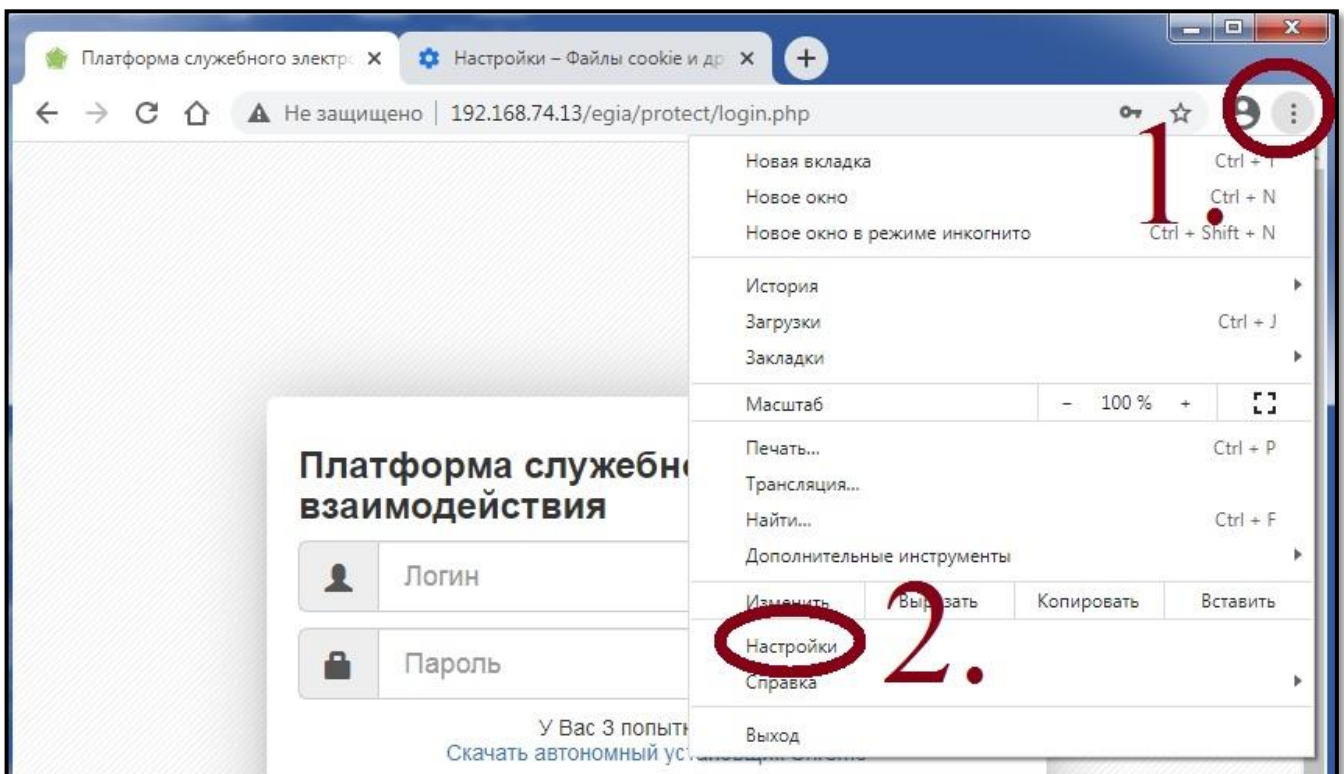 Платформа служебного электр
Настройки – Файлы cookie и др
Не защищено | 192.168.74.13/egia/protect/login.php
1.
Новая вкладка Ctrl + T
Новое окно Ctrl + N
Новое окно в режиме инкогнито Ctrl + Shift + N
История
Загрузки Ctrl + J
Закладки
Масштаб - 100 % +
Печать... Ctrl + P
Трансляция...
Найти... Ctrl + F
Дополнительные инструменты
Изменить Вырезать Копировать Вставить
Настройки
2.
Справка
Выход
Платформа служебн
взаимодействия
Логин
Пароль
У Вас 3 попыт
Скачать автономный установщик Chrome